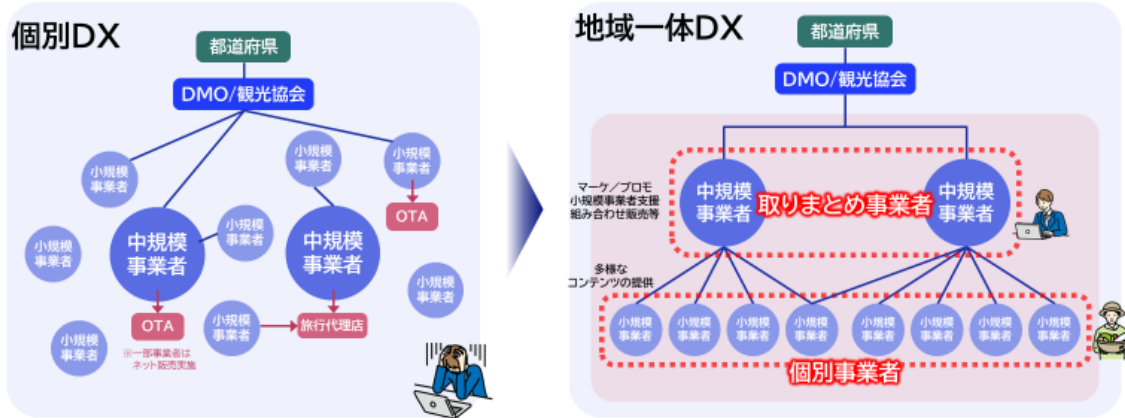 個別DX
都道府県
DMO/観光協会
小規模
事業者
小規模
事業者
小規模
事業者
OTA
中規模
事業者
小規模
事業者
中規模
事業者
小規模
事業者
小規模
事業者
OTA
※一部事業者は
ネット販売実施
小規模
事業者
旅行代理店
小規模
事業者
地域一体DX
都道府県
DMO/観光協会
マーケ／プロモ
小規模事業者支援
組み合わせ販売等
中規模
事業者
取りまとめ事業者
中規模
事業者
多様な
コンテンツの提供
小規模
事業者
小規模
事業者
小規模
事業者
小規模
事業者
小規模
事業者
小規模
事業者
小規模
事業者
小規模
事業者
個別事業者